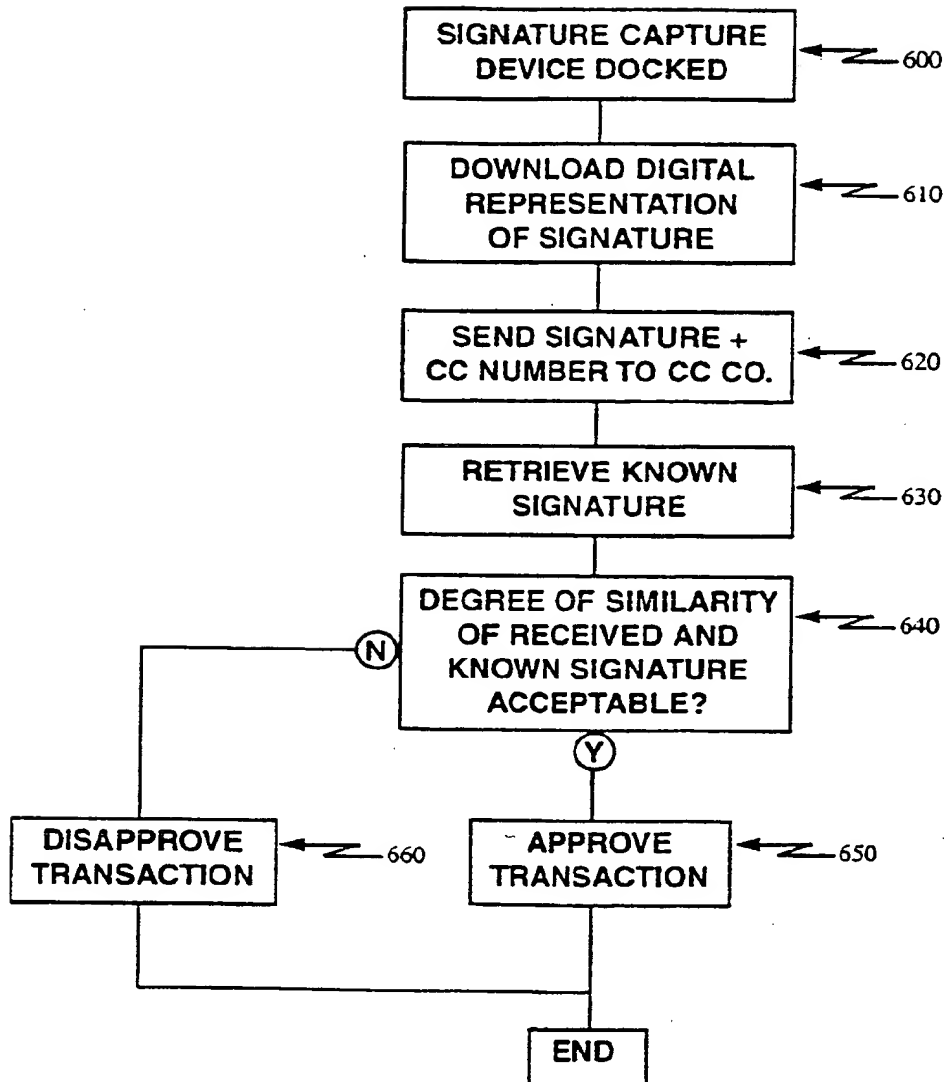 SIGNATURE CAPTURE
DEVICE DOCKED
600
DOWNLOAD DIGITAL
REPRESENTATION
OF SIGNATURE
610
SEND SIGNATURE +
CC NUMBER TO CC CO.
620
RETRIEVE KNOWN
SIGNATURE
630
DEGREE OF SIMILARITY
OF RECEIVED AND
KNOWN SIGNATURE
ACCEPTABLE?
640
N
Y
DISAPPROVE
TRANSACTION
660
APPROVE
TRANSACTION
650
END